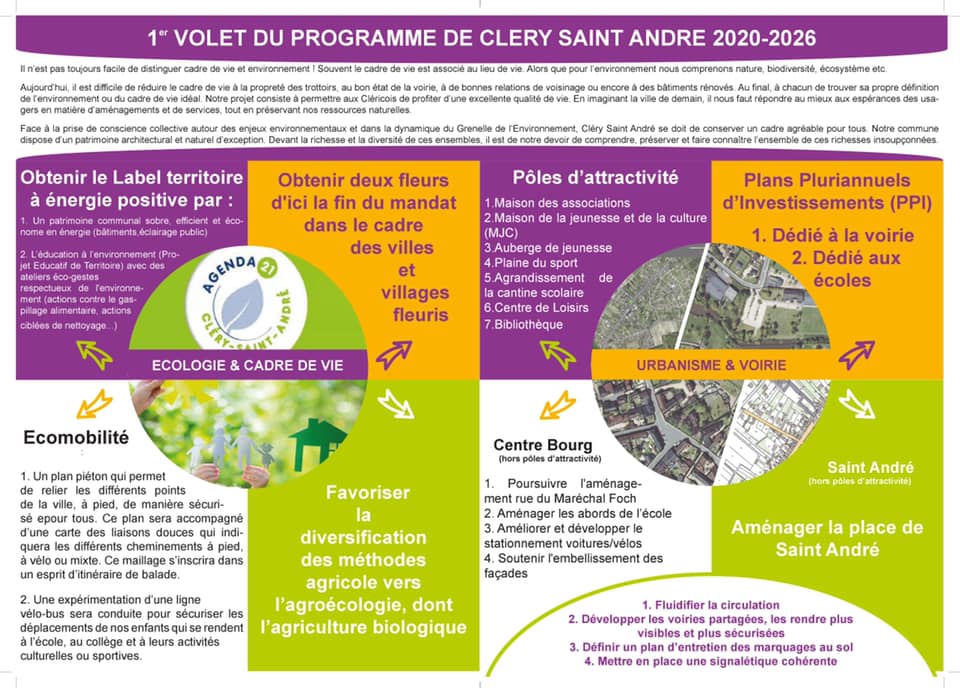 1er VOLET DU PROGRAMME DE CLERY SAINT ANDRE 2020-2026
Il n'est pas toujours facile de distinguer cadre de vie et environnement ! Souvent le cadre de vie est associé au lieu de vie. Alors que pour l'environnement nous comprenons nature, biodiversité, écosystème etc.
Aujourd'hui, il est difficile de réduire le cadre de vie à la propreté des trottoirs, au bon état de la voirie, à de bonnes relations de voisinage ou encore à des bâtiments rénovés. Au final, à chacun de trouver sa propre définition
de l'environnement ou du cadre de vie idéal. Notre projet consiste à permettre aux Cléricois de profiter d'une excellente qualité de vie. En imaginant la ville de demain, il nous faut répondre au mieux aux espérances des usa-
gers en matière d'aménagements et de services, tout en préservant nos ressources naturelles.
Face à la prise de conscience collective autour des enjeux environnementaux et dans la dynamique du Grenelle de l'Environnement, Cléry Saint André se doit de conserver un cadre agréable pour tous. Notre commune
dispose d'un patrimoine architectural et naturel d'exception. Devant la richesse et la diversité de ces ensembles, il est de notre devoir de comprendre, préserver et faire connaître l'ensemble de ces richesses insoupçonnées.
Obtenir le Label territoire
à énergie positive par :
1. Un patrimoine communal sobre, efficient et éco-
nome en énergie (bâtiments,éclairage public)
2. L'éducation à l'environnement (Pro-
jet Educatif de Territoire) avec des
ateliers éco-gestes
respectueux de l'environne-
ment (actions contre le gas-
pillage alimentaire, actions
ciblées de nettoyage...)
Obtenir deux fleurs
d'ici la fin du mandat
dans le cadre
des villes
et
villages
fleuris
AGENDA 21
CLÉRY-SAINT-ANDRÉ
ECOLOGIE & CADRE DE VIE
Ecomobilité
:
1. Un plan piéton qui permet
de relier les différents points
de la ville, à pied, de manière sécuri-
sé epour tous. Ce plan sera accompagné
d'une carte des liaisons douces qui indi-
quera les différents cheminements à pied,
à vélo ou mixte. Ce maillage s'inscrira dans
un esprit d'itinéraire de balade.
2. Une expérimentation d'une ligne
vélo-bus sera conduite pour sécuriser les
déplacements de nos enfants qui se rendent
à l'école, au collège et à leurs activités
culturelles ou sportives.
Favoriser
la
diversification
des méthodes
agricole vers
l'agroécologie, dont
l'agriculture biologique
Pôles d'attractivité
1.Maison des associations
2.Maison de la jeunesse et de la culture
(MJC)
3.Auberge de jeunesse
4.Plaine du sport
5.Agrandissement de
la cantine scolaire
6.Centre de Loisirs
7.Bibliothèque
Plans Pluriannuels
d'Investissements (PPI)
1. Dédié à la voirie
2. Dédié aux
écoles
URBANISME & VOIRIE
Centre Bourg
(hors pôles d'attractivité)
1. Poursuivre l'aménage-
ment rue du Maréchal Foch
2. Aménager les abords de l'école
3. Améliorer et développer le
stationnement voitures/vélos
4. Soutenir l'embellissement des
façades
Saint André
(hors pôles d'attractivité)
Aménager la place de
Saint André
1. Fluidifier la circulation
2. Développer les voiries partagées, les rendre plus
visibles et plus sécurisées
3. Définir un plan d'entretien des marquages au sol
4. Mettre en place une signalétique cohérente